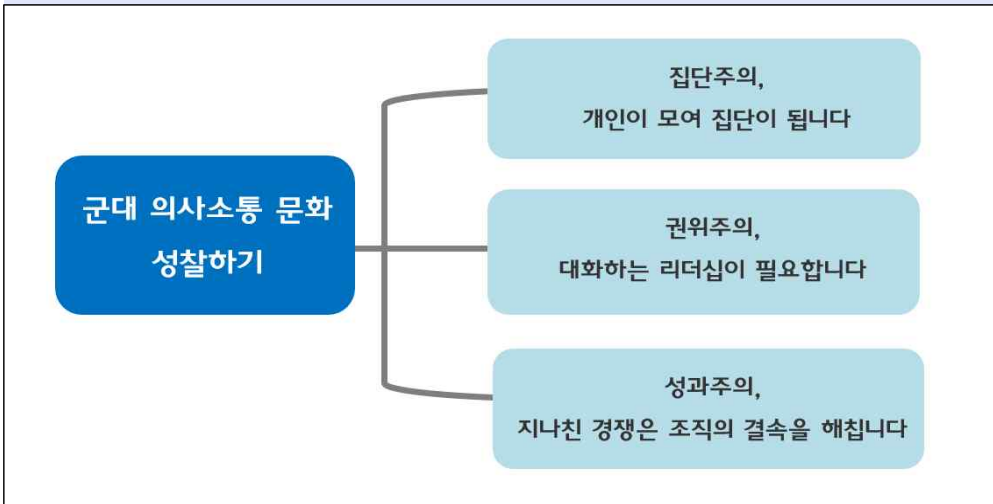 군대 의사소통 문화
성찰하기
집단주의,
개인이 모여 집단이 됩니다
권위주의,
대화하는 리더십이 필요합니다
성과주의,
지나친 경쟁은 조직의 결속을 해칩니다